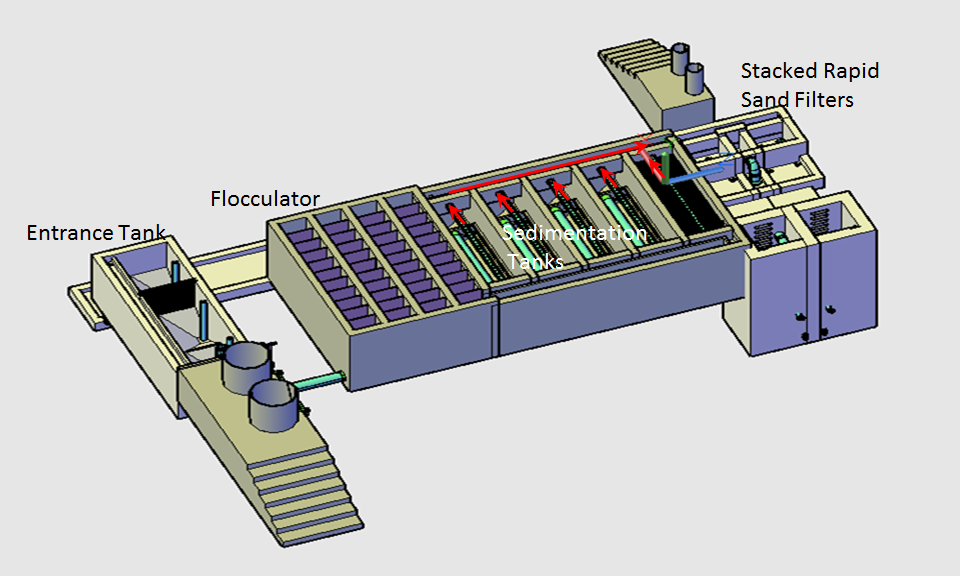 Stacked Rapid
Sand Filters
Flocculator
Entrance Tank
Sedimentation
Tanks